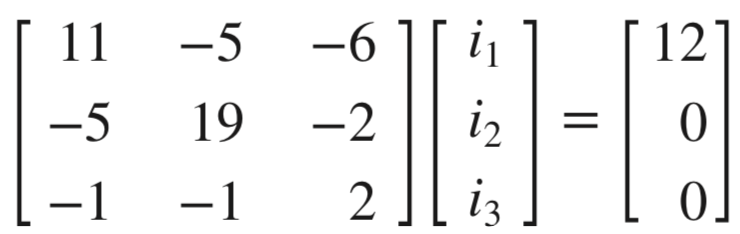 [ 11 −5 −6 ] [ i₁ ] [ 12 ]
[ −5 19 −2 ] [ i₂ ] = [ 0 ]
[ −1 −1 2 ] [ i₃ ] [ 0 ]